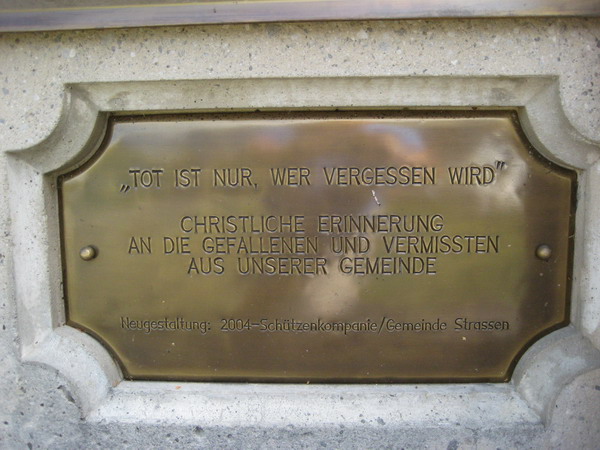 „TOT IST NUR, WER VERGESSEN WIRD"
CHRISTLICHE ERINNERUNG
AN DIE GEFALLENEN UND VERMISSTEN
AUS UNSERER GEMEINDE
Neugestaltung: 2004-Schützenkompanie/Gemeinde Strassen